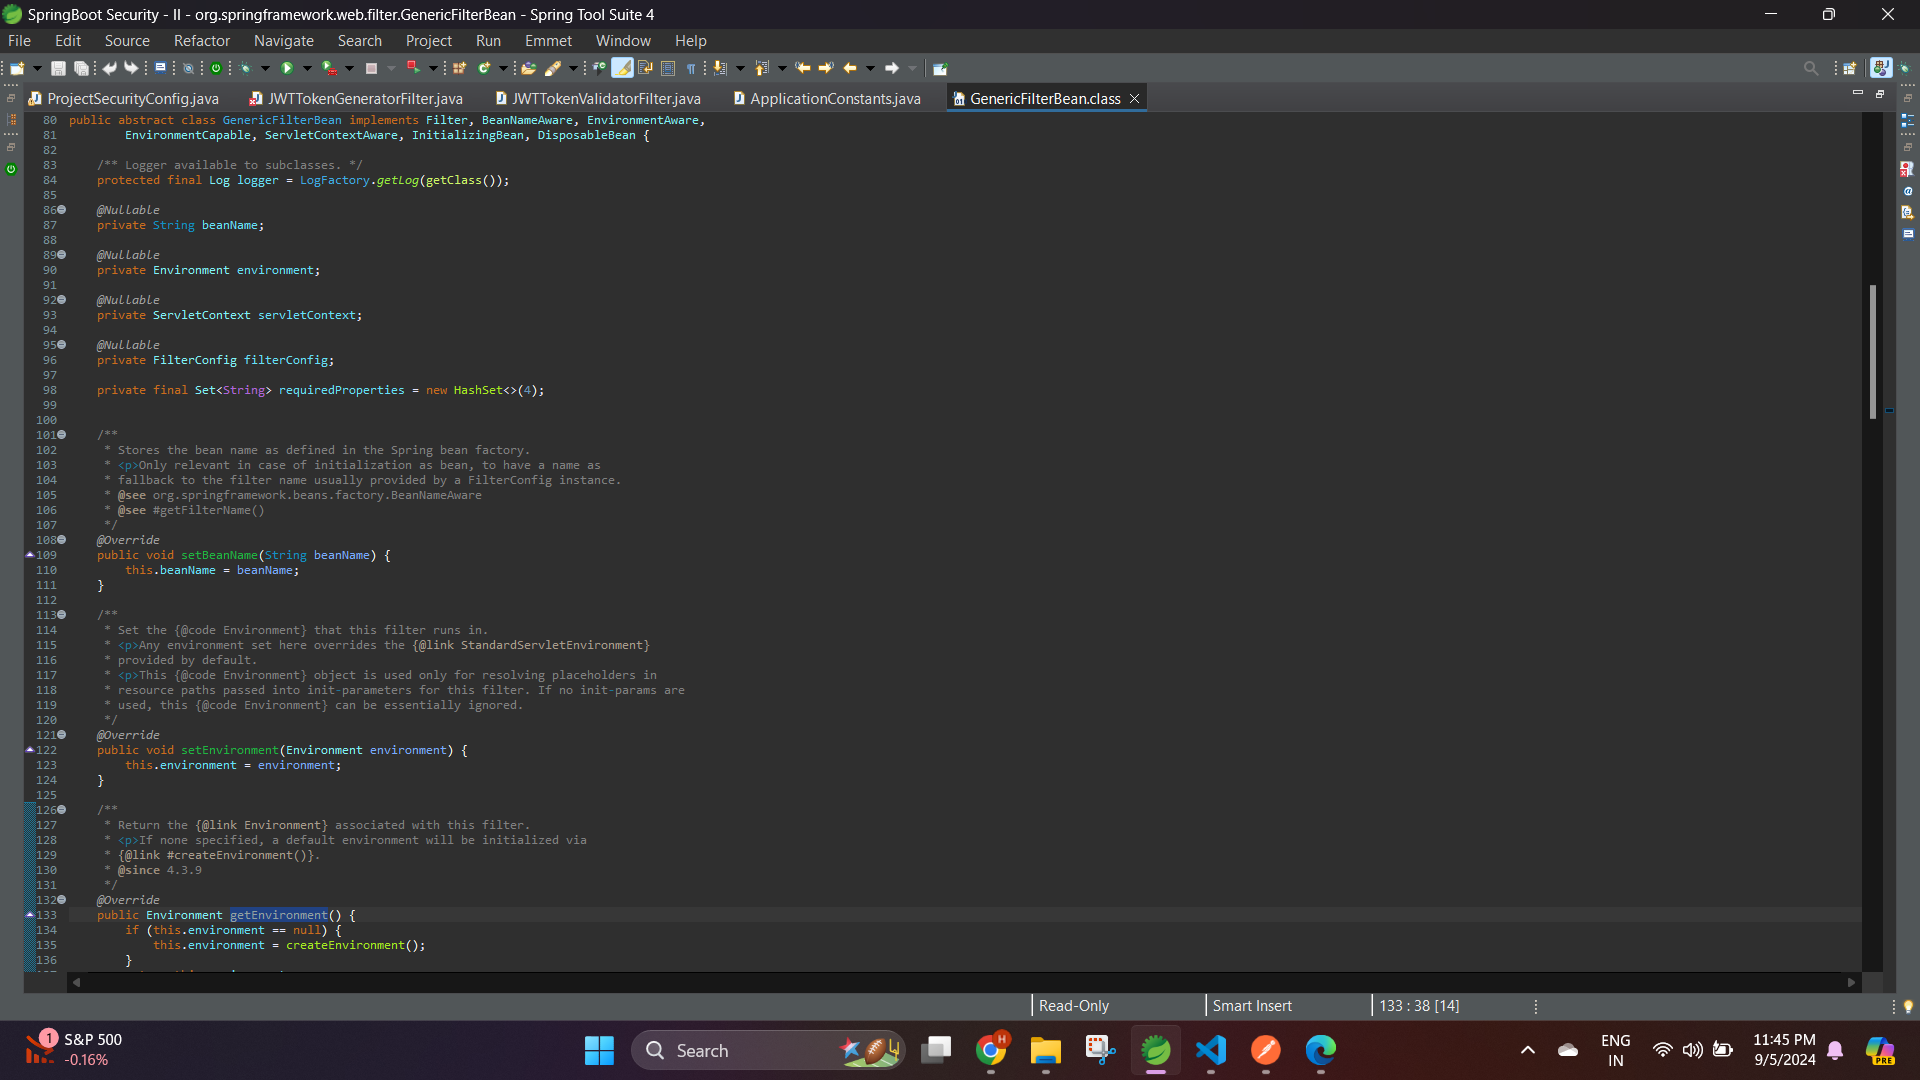 SpringBoot Security - II - org.springframework.web.filter.GenericFilterBean - Spring Tool Suite 4
File Edit Source Refactor Navigate Search Project Run Emmet Window Help
ProjectSecurityConfig.java JWTTokenGeneratorFilter.java JWTTokenValidatorFilter.java ApplicationConstants.java GenericFilterBean.class
80 public abstract class GenericFilterBean implements Filter, BeanNameAware, EnvironmentAware,
81 EnvironmentCapable, ServletContextAware, InitializingBean, DisposableBean {
82
83 /** Logger available to subclasses. */
84 protected final Log logger = LogFactory.getLog(getClass());
85
86 @Nullable
87 private String beanName;
88
89 @Nullable
90 private Environment environment;
91
92 @Nullable
93 private ServletContext servletContext;
94
95 @Nullable
96 private FilterConfig filterConfig;
97
98 private final Set<String> requiredProperties = new HashSet<>(4);
99
100
101 /**
102 * Stores the bean name as defined in the Spring bean factory.
103 * <p>Only relevant in case of initialization as bean, to have a name as
104 * fallback to the filter name usually provided by a FilterConfig instance.
105 * @see org.springframework.beans.factory.BeanNameAware
106 * @see #getFilterName()
107 */
108 @Override
109 public void setBeanName(String beanName) {
110 this.beanName = beanName;
111 }
112
113 /**
114 * Set the {@code Environment} that this filter runs in.
115 * <p>Any environment set here overrides the {@link StandardServletEnvironment}
116 * provided by default.
117 * <p>This {@code Environment} object is used only for resolving placeholders in
118 * resource paths passed into init-parameters for this filter. If no init-params are
119 * used, this {@code Environment} can be essentially ignored.
120 */
121 @Override
122 public void setEnvironment(Environment environment) {
123 this.environment = environment;
124 }
125
126 /**
127 * Return the {@link Environment} associated with this filter.
128 * <p>If none specified, a default environment will be initialized via
129 * {@link #createEnvironment()}.
130 * @since 4.3.9
131 */
132 @Override
133 public Environment getEnvironment() {
134 if (this.environment == null) {
135 this.environment = createEnvironment();
136 }
Read-Only Smart Insert 133 : 38 [14]
1 S&P 500
-0.16%
Search
H
ENG
IN
11:45 PM
9/5/2024
PRE